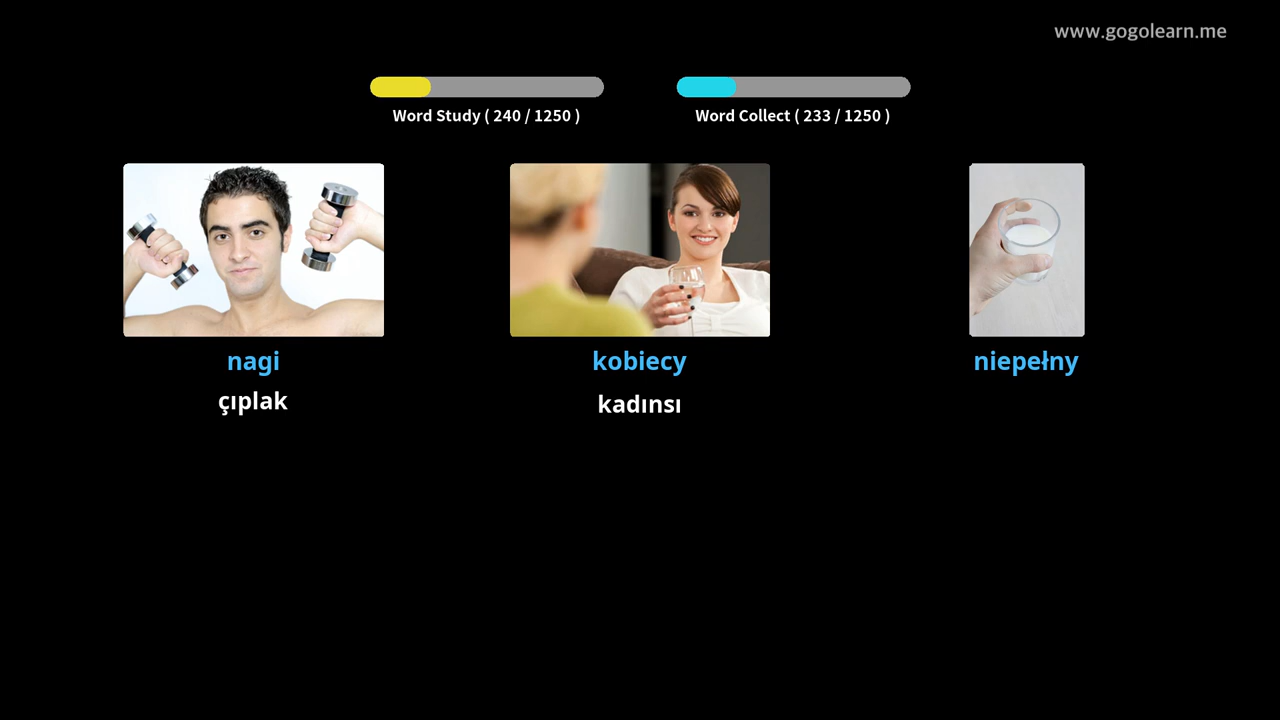 www.gogolearn.me
Word Study ( 240 / 1250 )
Word Collect ( 233 / 1250 )
nagi
kobiecy
niepełny
çıplak
kadınsı